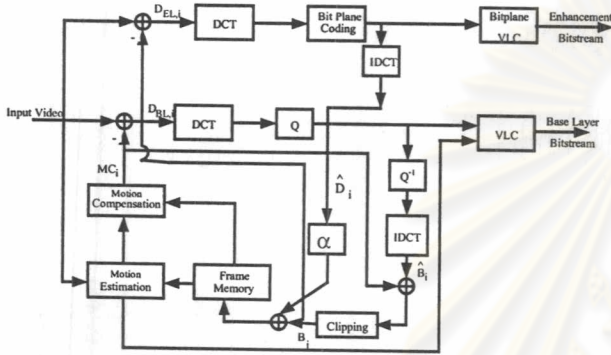 D_EL,i
DCT
Bit Plane
Coding
Bitplane
VLC
Enhancement
Bitstream
IDCT
Input Video
D_BL,i
DCT
Q
VLC
Base Layer
Bitstream
-
-
MC_i
Q^-1
D̂_i
Motion
Compensation
IDCT
α
B̂_i
Motion
Estimation
Frame
Memory
B_i
Clipping